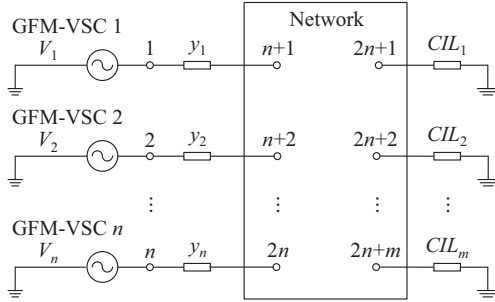 Network
GFM-VSC 1
V₁
1
y₁
n+1
2n+1
CIL₁
GFM-VSC 2
V₂
2
y₂
n+2
2n+2
CIL₂
⋮ ⋮ ⋮ ⋮ ⋮
GFM-VSC n
Vₙ
n
yₙ
2n
2n+m
CILₘ